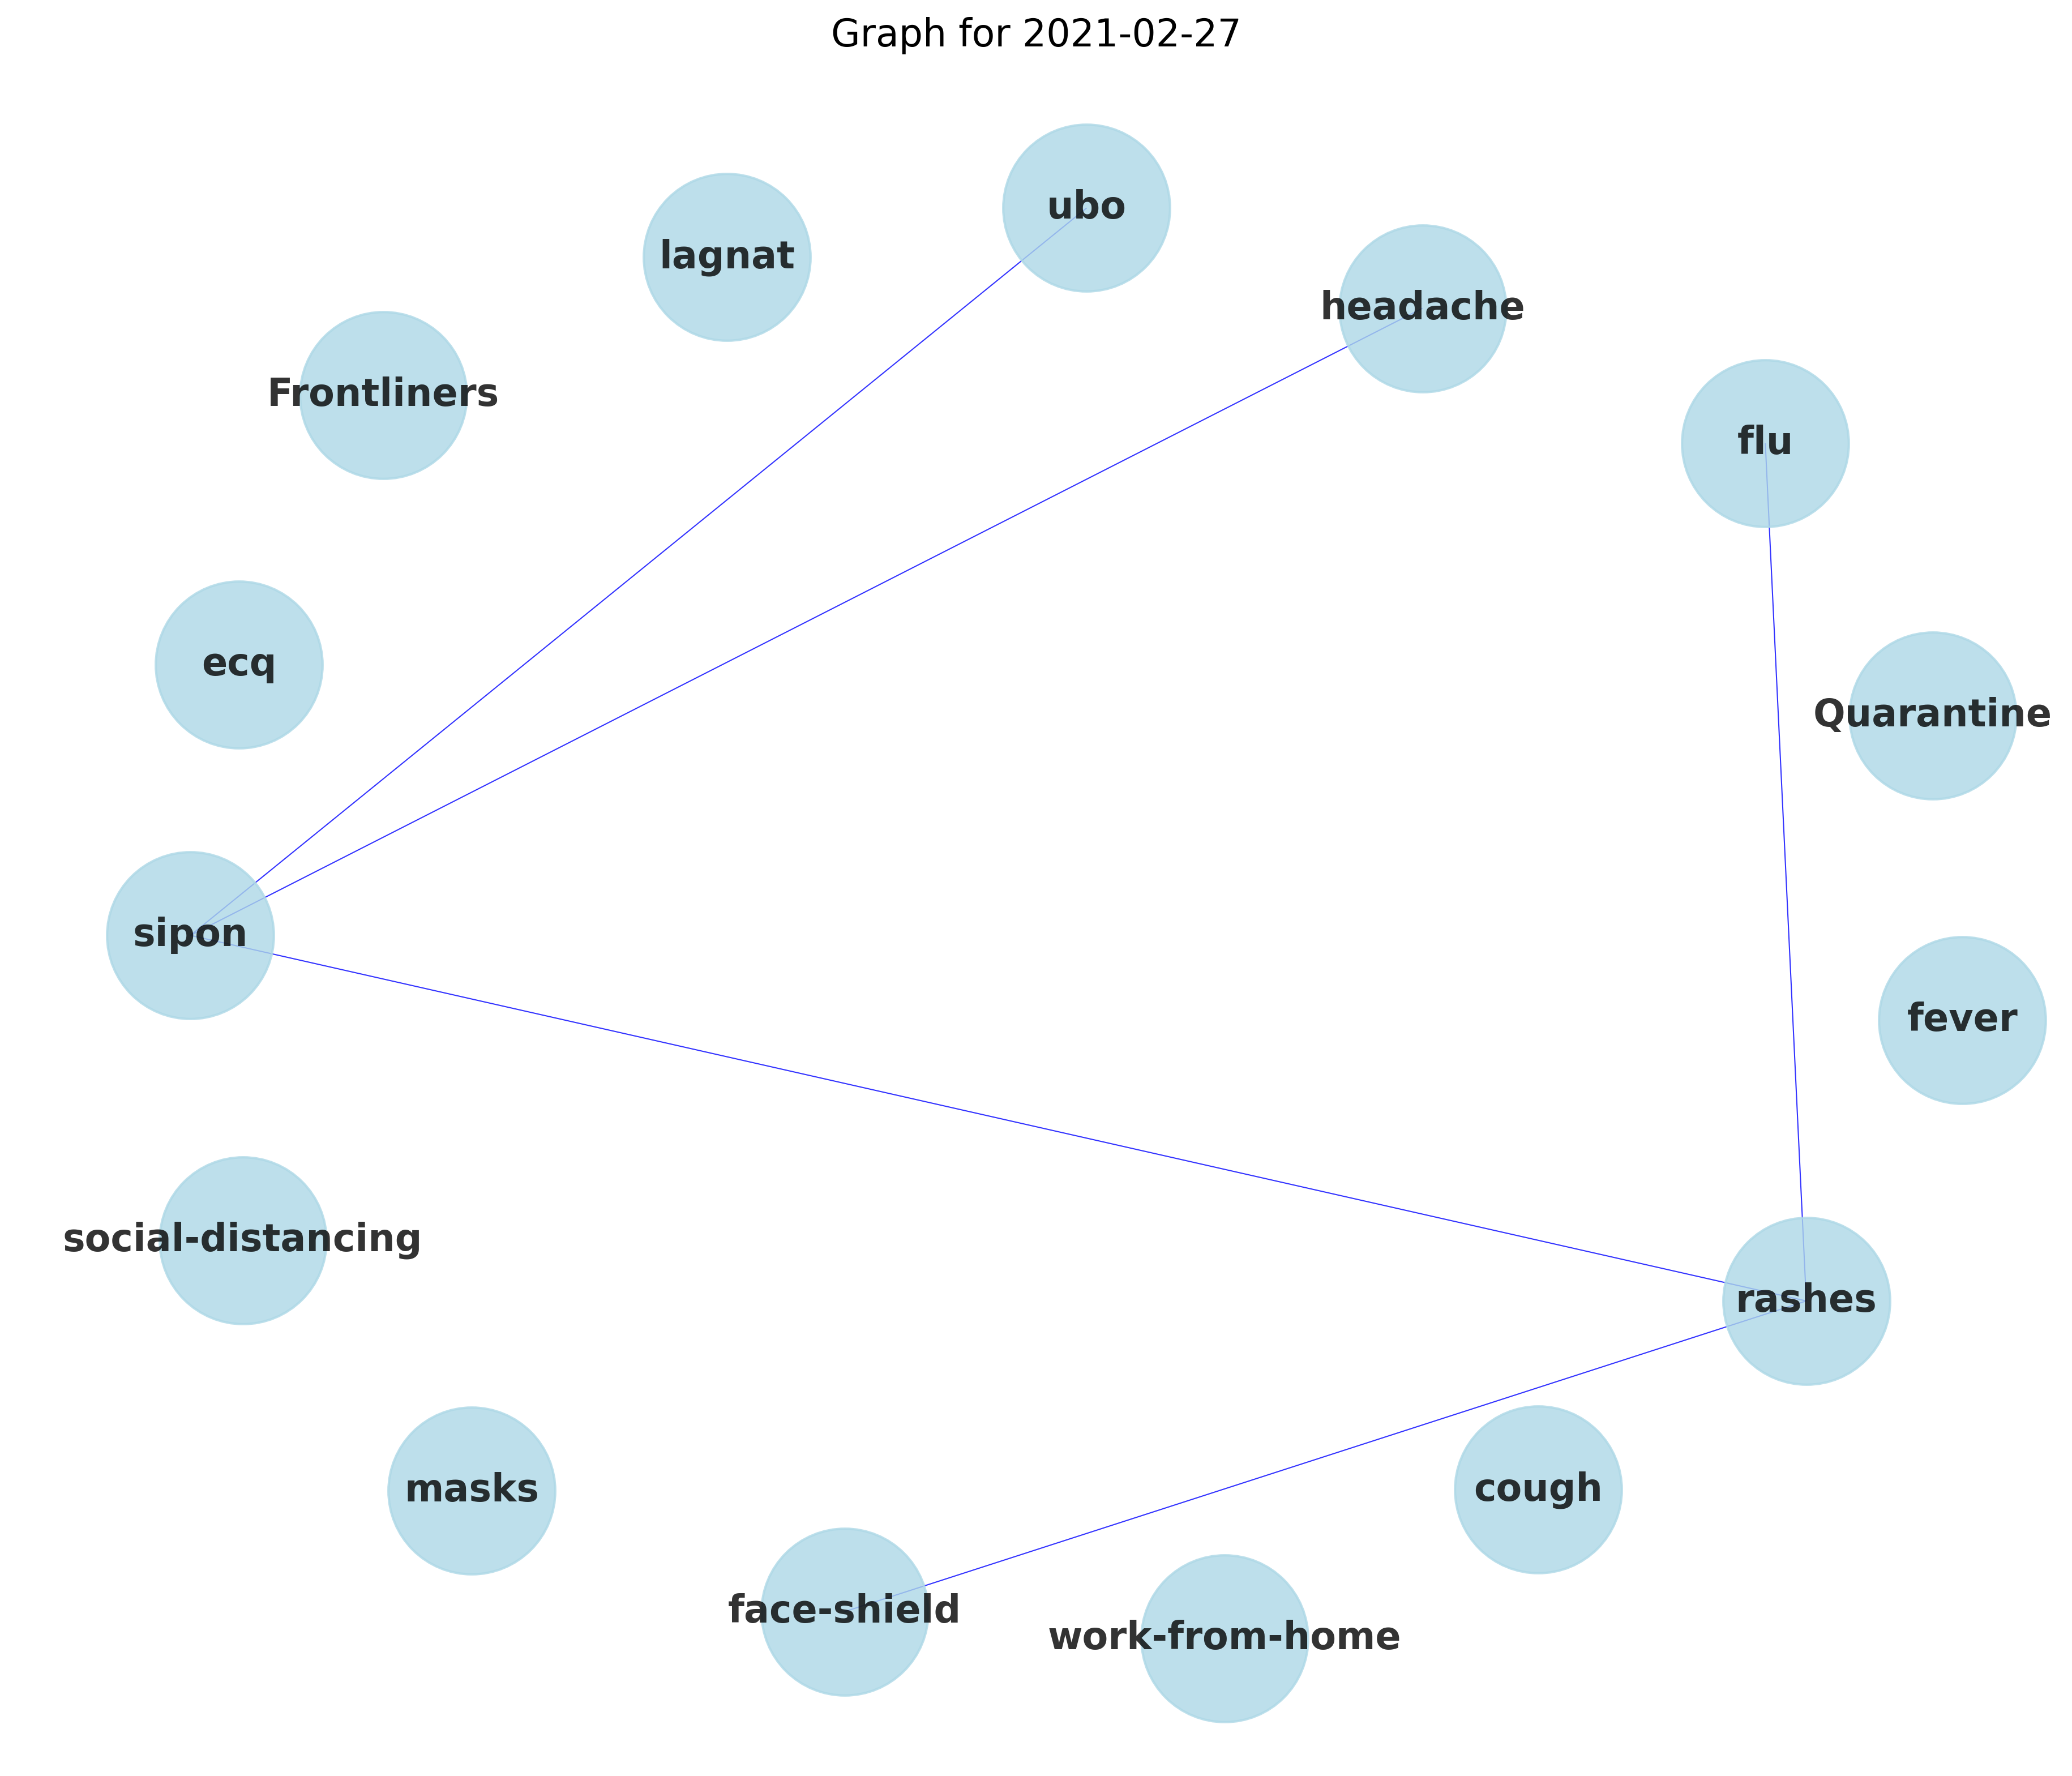 Graph for 2021-02-27
ubo
lagnat
headache
Frontliners
flu
ecq
Quarantine
sipon
fever
social-distancing
rashes
masks
cough
face-shield
work-from-home